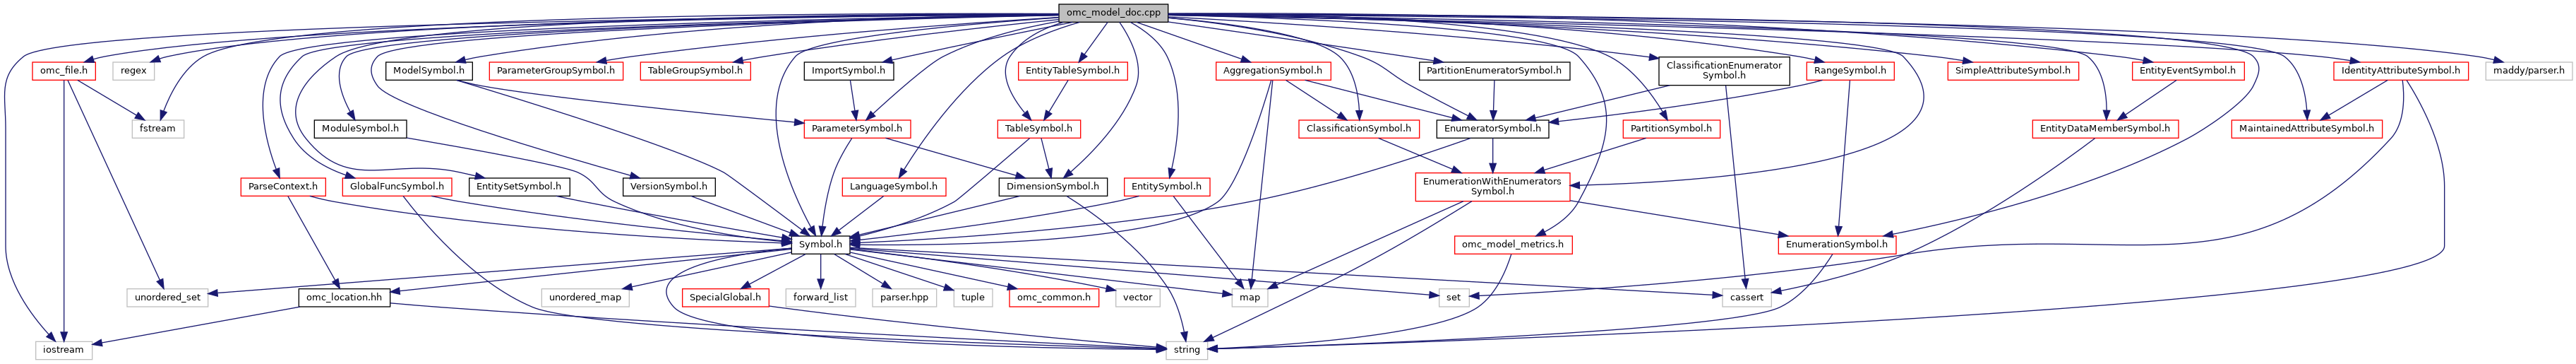 omc_model_doc.cpp
omc_file.h
regex
ModelSymbol.h
ParameterGroupSymbol.h
TableGroupSymbol.h
ImportSymbol.h
EntityTableSymbol.h
AggregationSymbol.h
PartitionEnumeratorSymbol.h
ClassificationEnumerator
Symbol.h
RangeSymbol.h
SimpleAttributeSymbol.h
EntityEventSymbol.h
IdentityAttributeSymbol.h
maddy/parser.h
fstream
ModuleSymbol.h
ParameterSymbol.h
TableSymbol.h
ClassificationSymbol.h
EnumeratorSymbol.h
PartitionSymbol.h
EntityDataMemberSymbol.h
MaintainedAttributeSymbol.h
ParseContext.h
GlobalFuncSymbol.h
EntitySetSymbol.h
VersionSymbol.h
LanguageSymbol.h
DimensionSymbol.h
EntitySymbol.h
EnumerationWithEnumerators
Symbol.h
Symbol.h
omc_model_metrics.h
EnumerationSymbol.h
unordered_set
omc_location.hh
unordered_map
SpecialGlobal.h
forward_list
parser.hpp
tuple
omc_common.h
vector
map
set
cassert
iostream
string